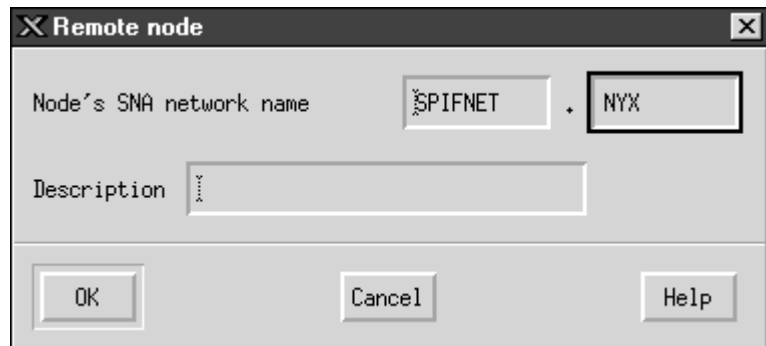 Remote node
Node's SNA network name SPIFNET . NYX
Description
OK Cancel Help